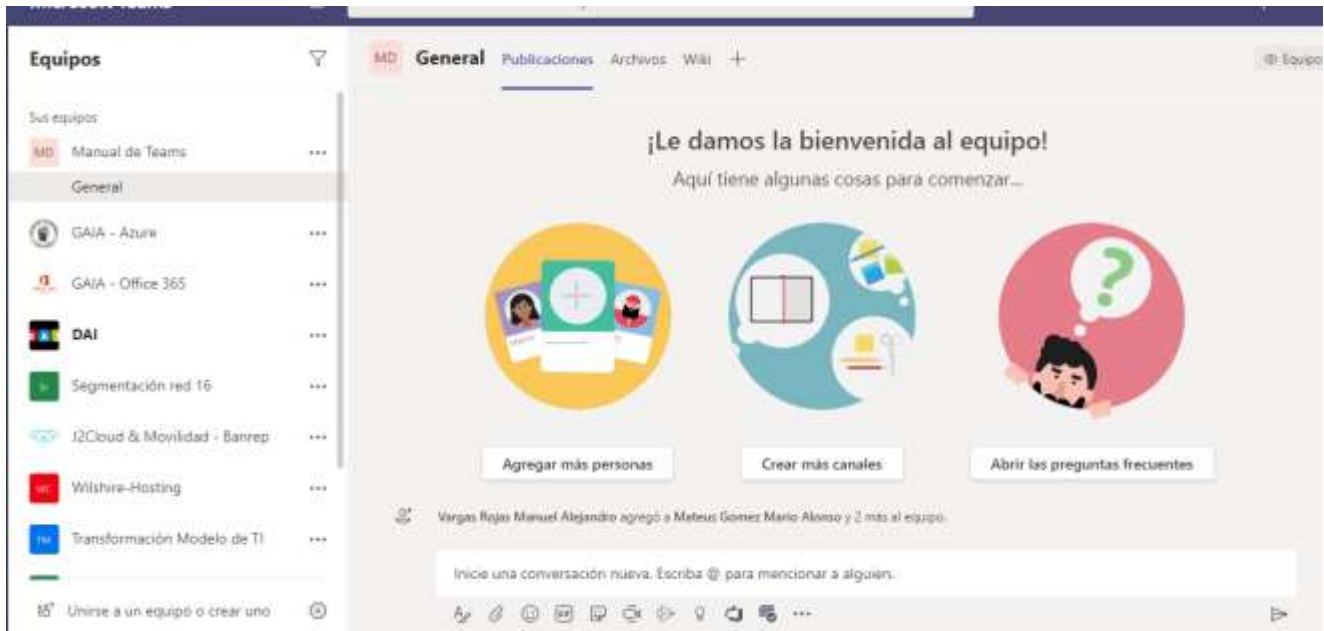 Equipos
Sus equipos
MD Manual de Teams
General
GAIA - Azure
GAIA - Office 365
DAI
Segmentación red 16
J2Cloud & Movilidad - Banrep
Wilshire-Hosting
Transformación Modelo de TI
Unirse a un equipo o crear uno
MD General Publicaciones Archivos Wiki
Equipo
¡Le damos la bienvenida al equipo!
Aquí tiene algunas cosas para comenzar...
Agregar más personas
Crear más canales
Abrir las preguntas frecuentes
Vargas Rojas Manuel Alejandro agregó a Mateus Gomez Mario Alonso y 2 más al equipo.
Inicie una conversación nueva. Escriba @ para mencionar a alguien.